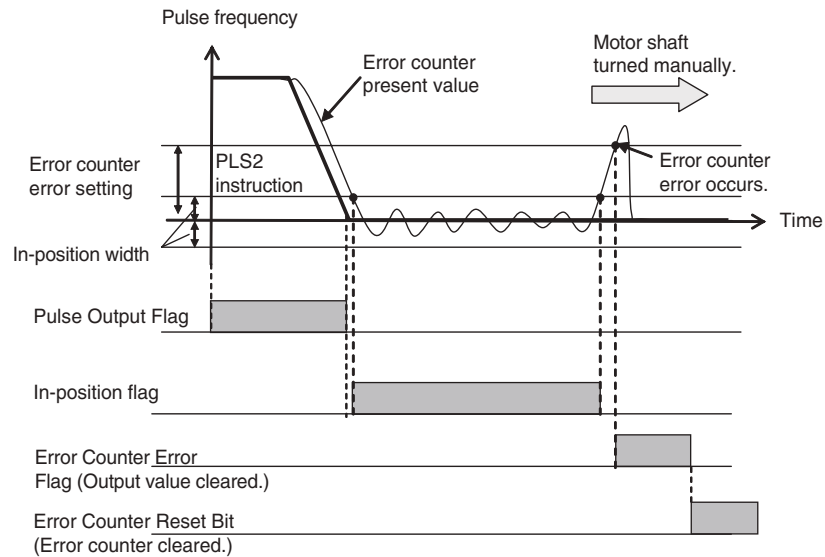 Pulse frequency
Error counter
present value
Motor shaft
turned manually.
Error counter
error setting
PLS2
instruction
Error counter
error occurs.
Time
In-position width
Pulse Output Flag
In-position flag
Error Counter Error
Flag (Output value cleared.)
Error Counter Reset Bit
(Error counter cleared.)